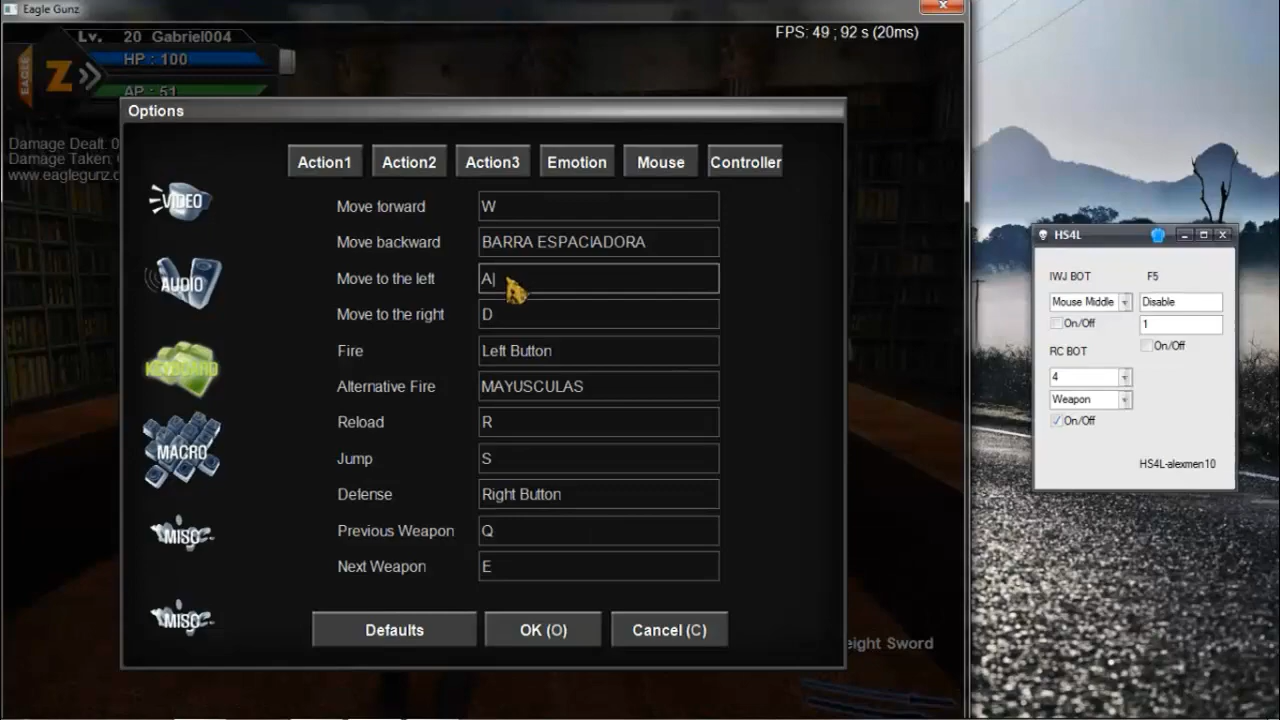 Eagle Gunz
Lv. 20 Gabriel004
FPS: 49 ; 92 s (20ms)
HP : 100
EAGLE
Z
AP : 51
Damage Dealt: 0
Damage Taken:
www.eaglegunz.c
Options
VIDEO
AUDIO
KEYBOARD
MACRO
MISC
MISC
Action1 Action2 Action3 Emotion Mouse Controller
Move forward W
Move backward BARRA ESPACIADORA
Move to the left A
Move to the right D
Fire Left Button
Alternative Fire MAYUSCULAS
Reload R
Jump S
Defense Right Button
Previous Weapon Q
Next Weapon E
Defaults OK (O) Cancel (C)
eight Sword
HS4L
IWJ BOT F5
Mouse Middle Disable
On/Off 1
RC BOT On/Off
4
Weapon
On/Off
HS4L-alexmen10